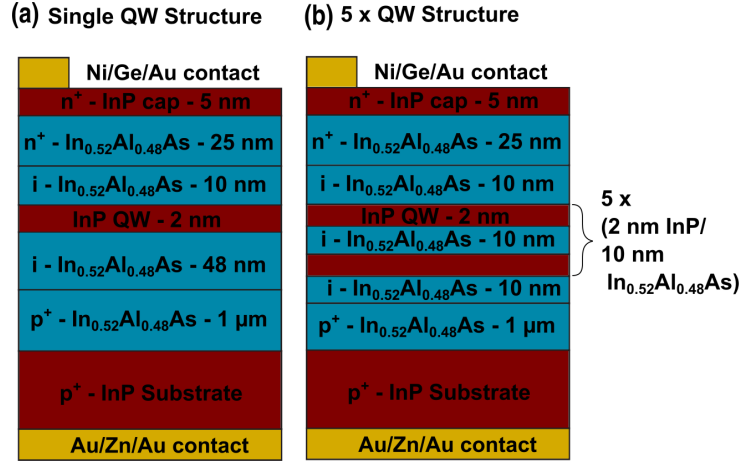 (a) Single QW Structure
Ni/Ge/Au contact
n⁺ - InP cap - 5 nm
n⁺ - In₀.₅₂Al₀.₄₈As - 25 nm
i - In₀.₅₂Al₀.₄₈As - 10 nm
InP QW - 2 nm
i - In₀.₅₂Al₀.₄₈As - 48 nm
p⁺ - In₀.₅₂Al₀.₄₈As - 1 µm
p⁺ - InP Substrate
Au/Zn/Au contact
(b) 5 x QW Structure
Ni/Ge/Au contact
n⁺ - InP cap - 5 nm
n⁺ - In₀.₅₂Al₀.₄₈As - 25 nm
i - In₀.₅₂Al₀.₄₈As - 10 nm
InP QW - 2 nm
i - In₀.₅₂Al₀.₄₈As - 10 nm
i - In₀.₅₂Al₀.₄₈As - 10 nm
p⁺ - In₀.₅₂Al₀.₄₈As - 1 µm
p⁺ - InP Substrate
Au/Zn/Au contact
5 x
(2 nm InP/
10 nm
In₀.₅₂Al₀.₄₈As)